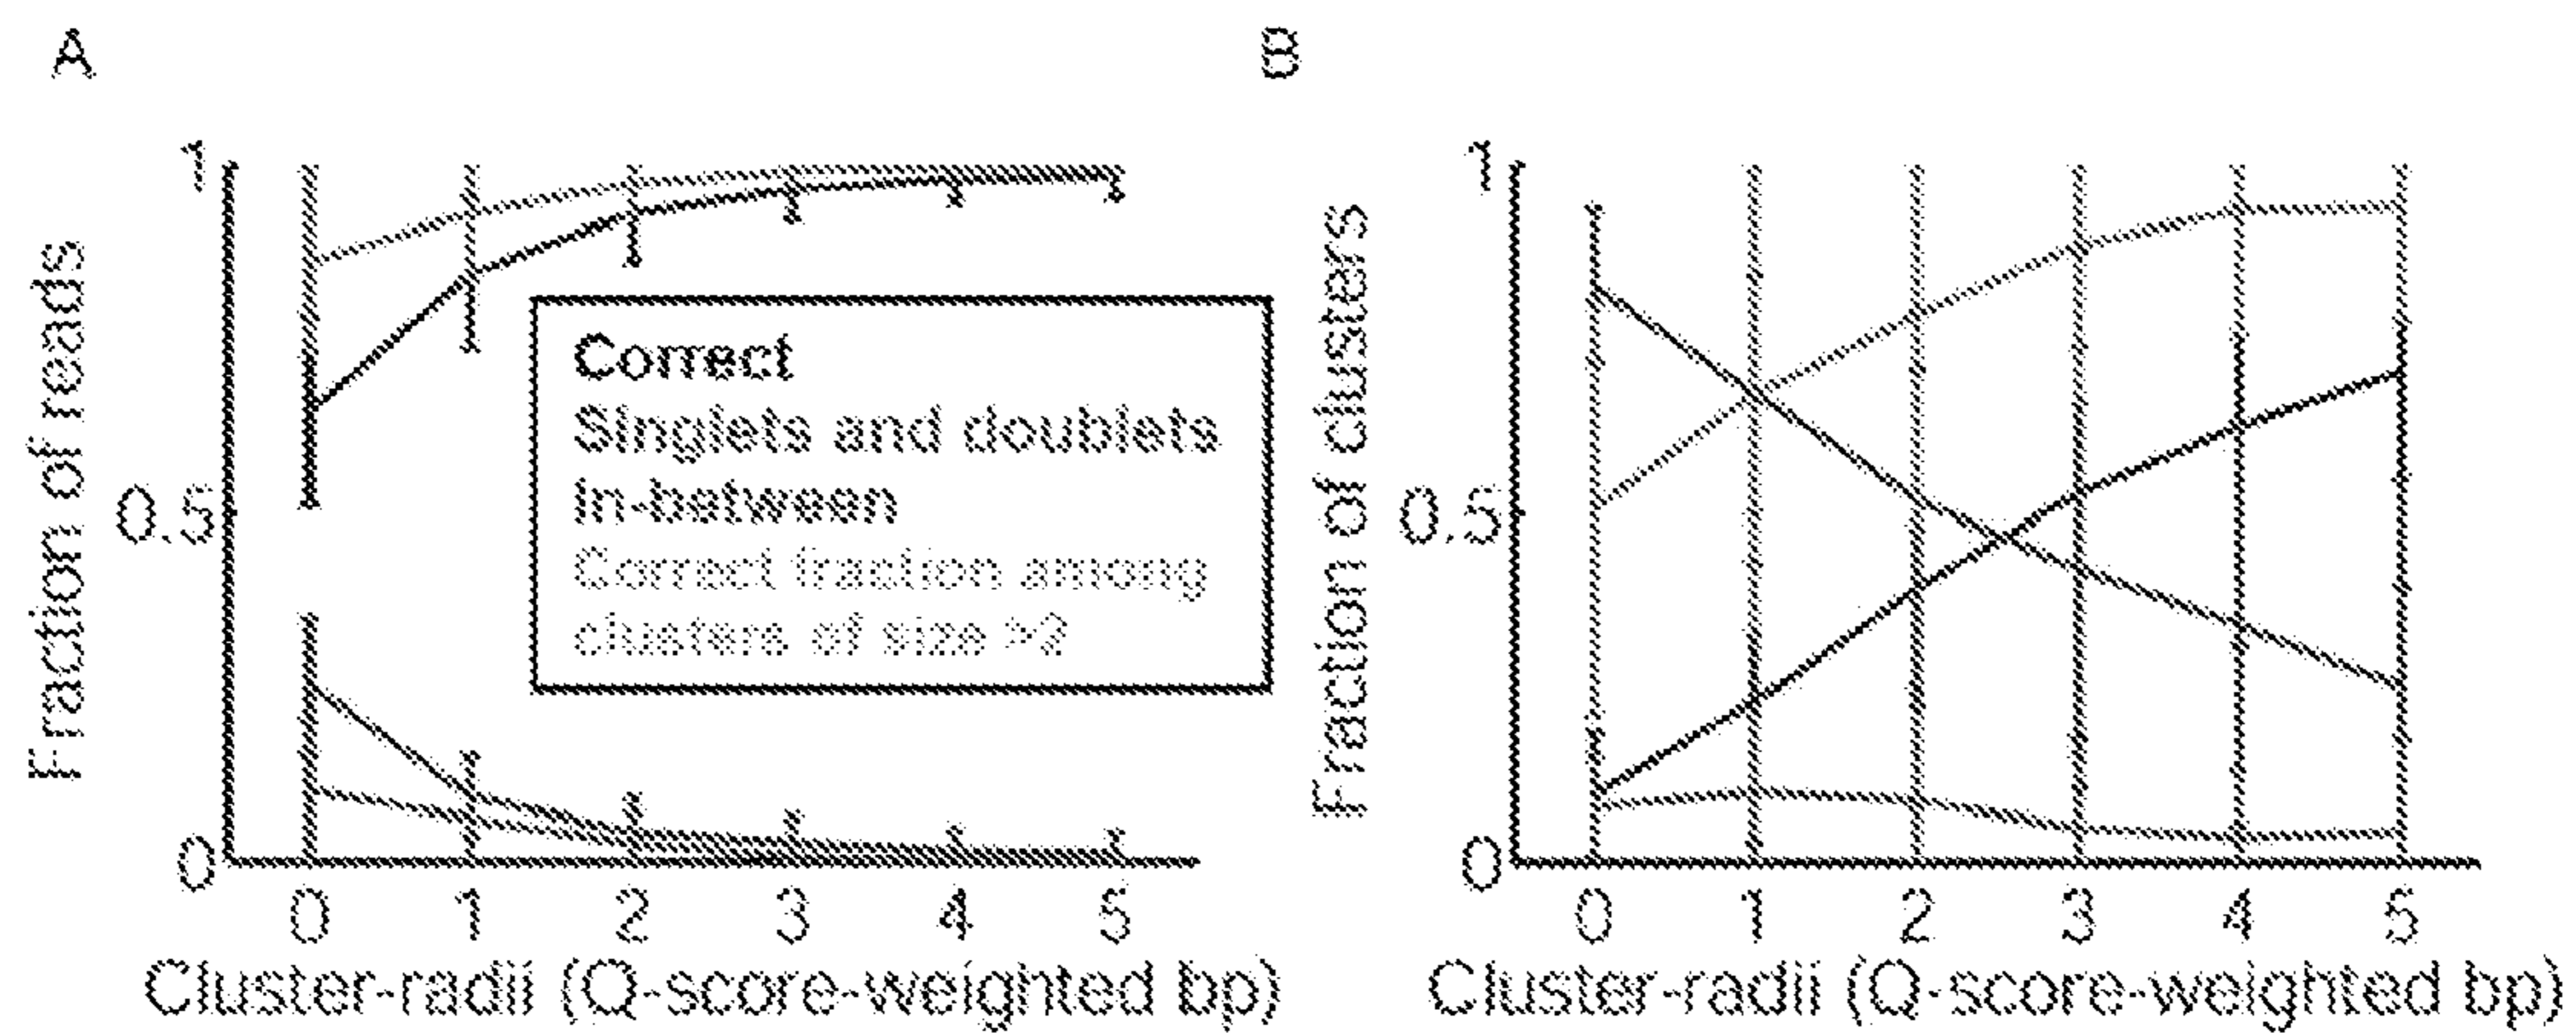 A
B
1
0.5
0
Fraction of reads
Correct
Singlets and doublets
In-between
Correct fraction among
clusters of size >2
0 1 2 3 4 5
Cluster-radii (Q-score-weighted bp)
1
0.5
0
Fraction of clusters
0 1 2 3 4 5
Cluster-radii (Q-score-weighted bp)